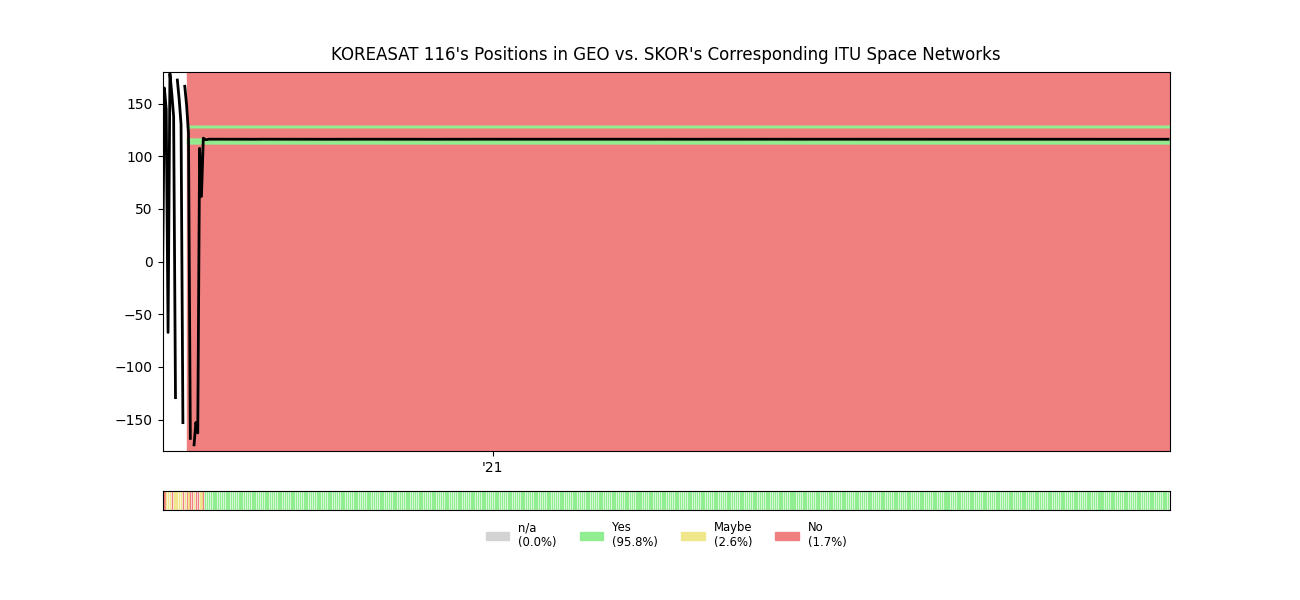 KOREASAT 116's Positions in GEO vs. SKOR's Corresponding ITU Space Networks
150
100
50
0
−50
−100
−150
'21
n/a
(0.0%)
Yes
(95.8%)
Maybe
(2.6%)
No
(1.7%)